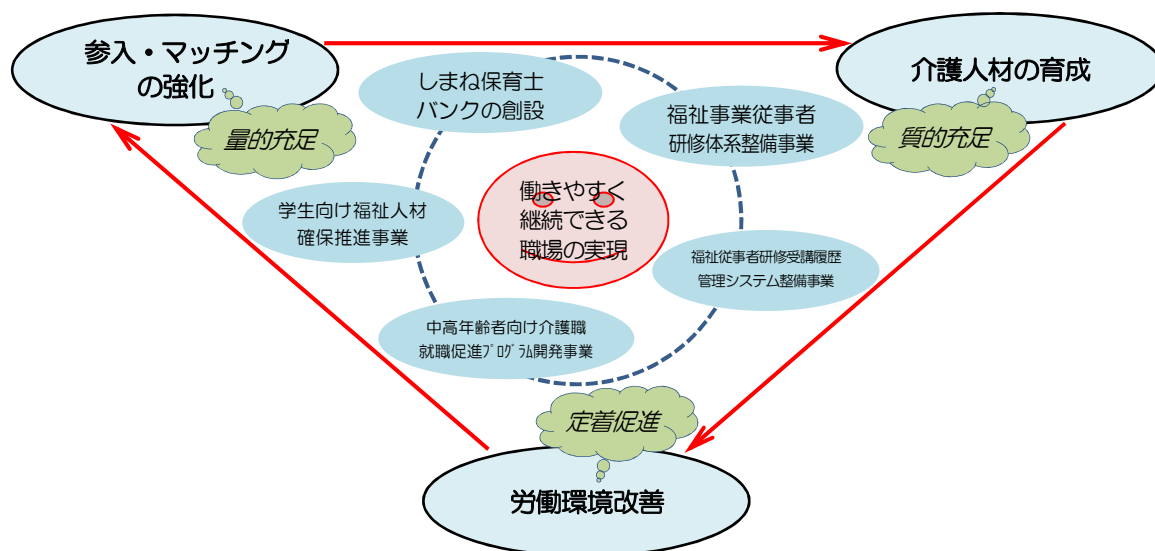 参入・マッチング
の強化
量的充足
介護人材の育成
質的充足
しまね保育士
バンクの創設
福祉事業従事者
研修体系整備事業
働きやすく
継続できる
職場の実現
学生向け福祉人材
確保推進事業
福祉従事者研修受講履歴
管理システム整備事業
中高年齢者向け介護職
就職促進ﾌﾟﾛｸﾞﾗﾑ開発事業
定着促進
労働環境改善